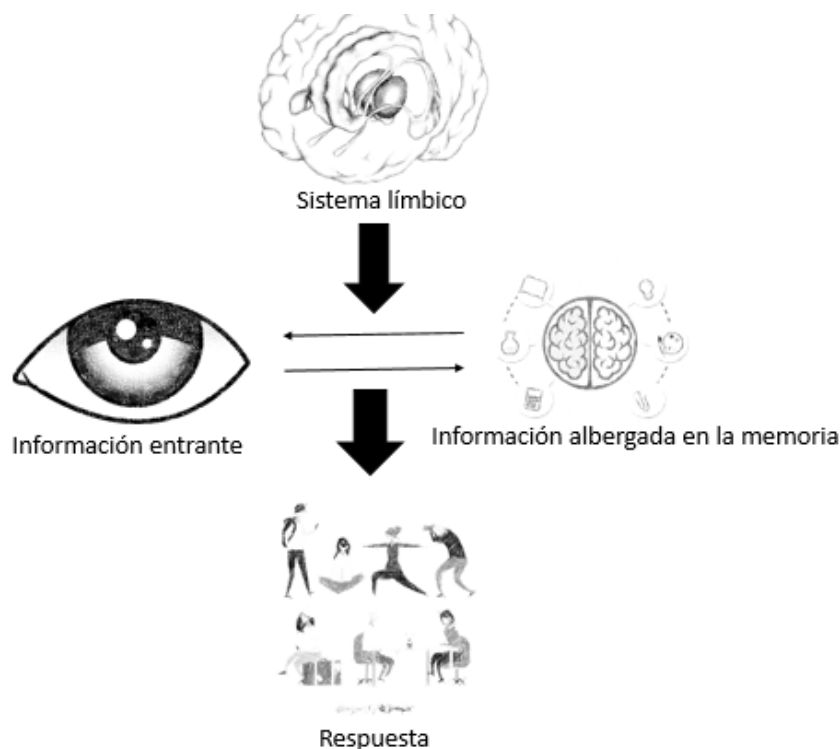 Sistema límbico
Información entrante
Información albergada en la memoria
Respuesta